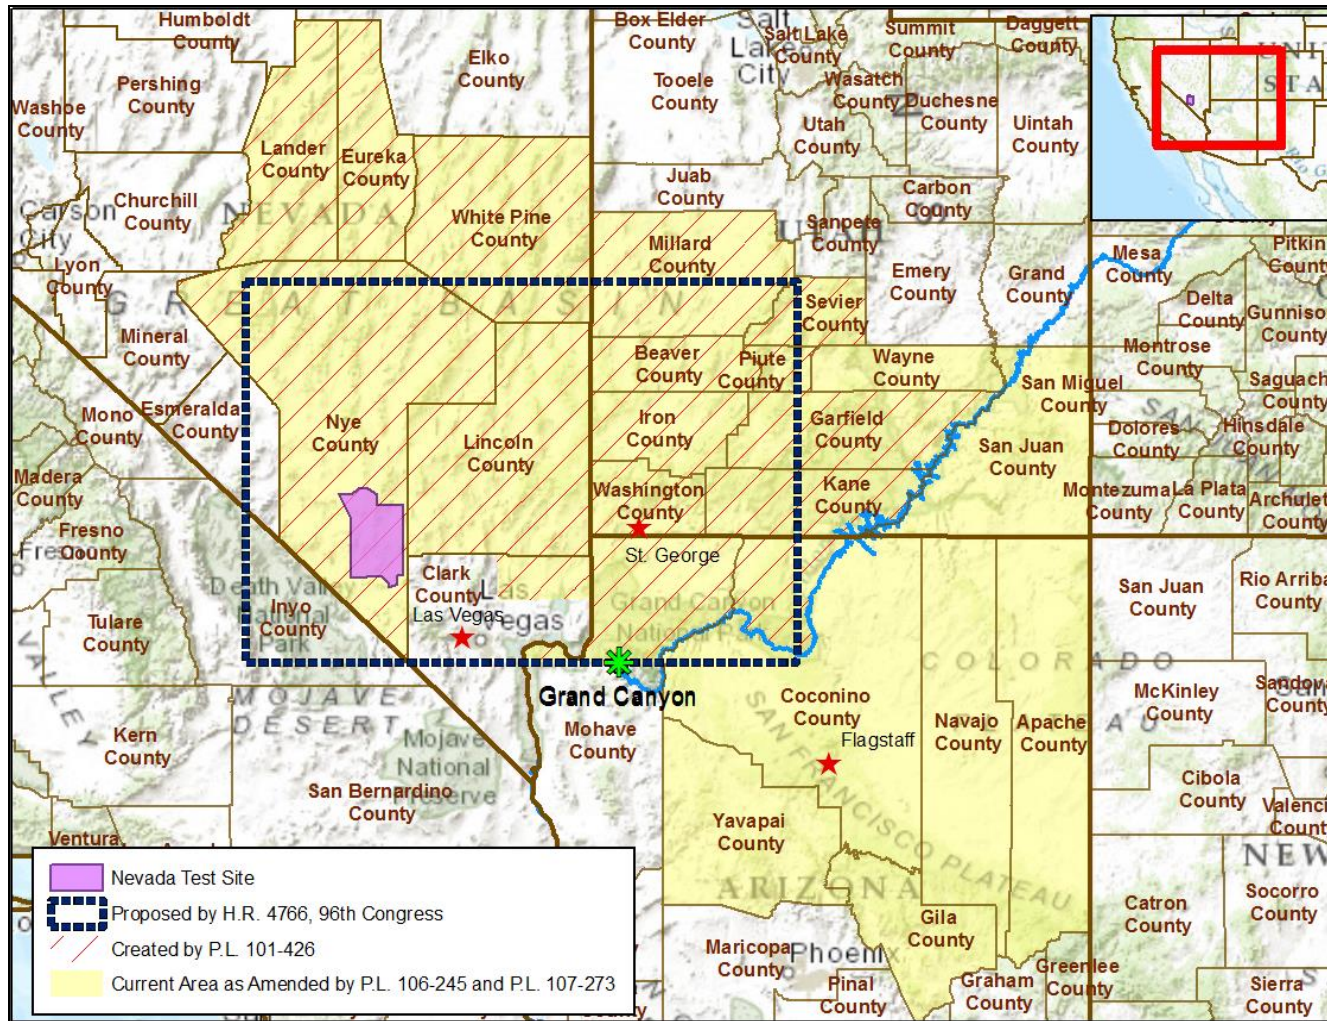 Humboldt
County
Elko
County
Box Elder
County
Salt
Lake
City
Salt Lake
County
Summit
County
Daggett
County
Pershing
County
Washoe
County
Tooele
County
Wasatch
County
Duchesne
County
Utah
County
Uintah
County
Lander
County
Eureka
County
Juab
County
Carbon
County
Churchill
County
Carson
City
NEVADA
White Pine
County
Millard
County
UTAH
Sanpete
County
Emery
County
Grand
County
Mesa
County
Pitkin
County
Lyon
County
GREAT BASIN
Sevier
County
Delta
County
Gunnison
County
Mineral
County
Beaver
County
Piute
County
Wayne
County
Montrose
County
San Miguel
County
Saguach
County
Mono
County
Esmeralda
County
Nye
County
Lincoln
County
Iron
County
Garfield
County
San Juan
County
Dolores
County
Hinsdale
County
Madera
County
Washington
County
Kane
County
Montezuma
County
La Plata
County
Archulet
County
Fresno
County
St. George
Death Valley
National
Park
Inyo
County
Clark
County
Las
Vegas
Las Vegas
Grand Canyon
National Park
San Juan
County
Rio Arriba
County
Tulare
County
VALLEY
COLORADO
PLATEAU
Grand Canyon
MOJAVE
DESERT
Mojave
National
Preserve
Mohave
County
Coconino
County
Flagstaff
SAN FRANCISCO PLATEAU
Navajo
County
Apache
County
McKinley
County
Sandova
County
Kern
County
San Bernardino
County
Cibola
County
Valenci
County
Ventura
Yavapai
County
ARIZONA
NEW
Gila
County
Catron
County
Socorro
County
Maricopa
County
Phoenix
Pinal
County
Graham
County
Greenlee
County
Sierra
County
Nevada Test Site
Proposed by H.R. 4766, 96th Congress
Created by P.L. 101-426
Current Area as Amended by P.L. 106-245 and P.L. 107-273